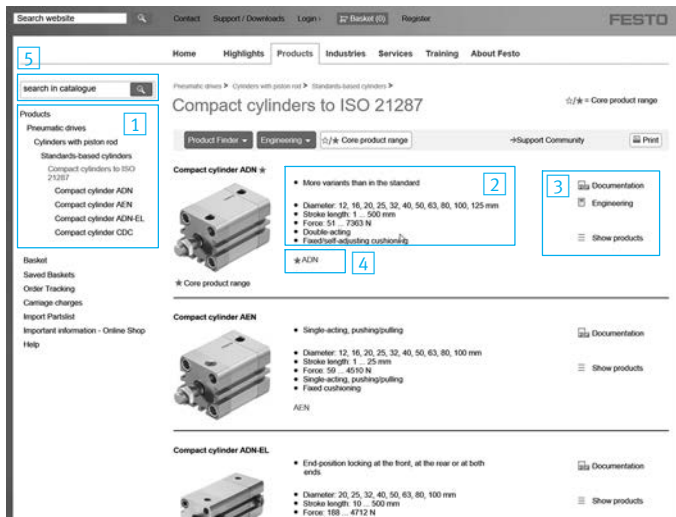 Search website
Contact Support / Downloads Login › Basket (0) Register
FESTO
Home Highlights Products Industries Services Training About Festo
5
search in catalogue
Pneumatic drives > Cylinders with piston rod > Standards-based cylinders >
Compact cylinders to ISO 21287
☆/★ = Core product range
Products
1
Pneumatic drives
Cylinders with piston rod
Standards-based cylinders
Compact cylinders to ISO
21287
Compact cylinder ADN
Compact cylinder AEN
Compact cylinder ADN-EL
Compact cylinder CDC
Basket
Saved Baskets
Order Tracking
Carriage charges
Import Partslist
Important information - Online Shop
Help
Product Finder Engineering ☆/★ Core product range
→Support Community
Print
Compact cylinder ADN ★
2
• More variants than in the standard
• Diameter: 12, 16, 20, 25, 32, 40, 50, 63, 80, 100, 125 mm
• Stroke length: 1 ... 500 mm
• Force: 51 ... 7363 N
• Double-acting
• Fixed/self-adjusting cushioning
3
Documentation
Engineering
Show products
★ADN
4
★ Core product range
Compact cylinder AEN
• Single-acting, pushing/pulling
• Diameter: 12, 16, 20, 25, 32, 40, 50, 63, 80, 100 mm
• Stroke length: 1 ... 25 mm
• Force: 59 ... 4510 N
• Single-acting, pushing/pulling
• Fixed cushioning
AEN
Documentation
Show products
Compact cylinder ADN-EL
• End-position locking at the front, at the rear or at both
ends
• Diameter: 20, 25, 32, 40, 50, 63, 80, 100 mm
• Stroke length: 10 ... 500 mm
• Force: 188 ... 4712 N
Documentation
Show products